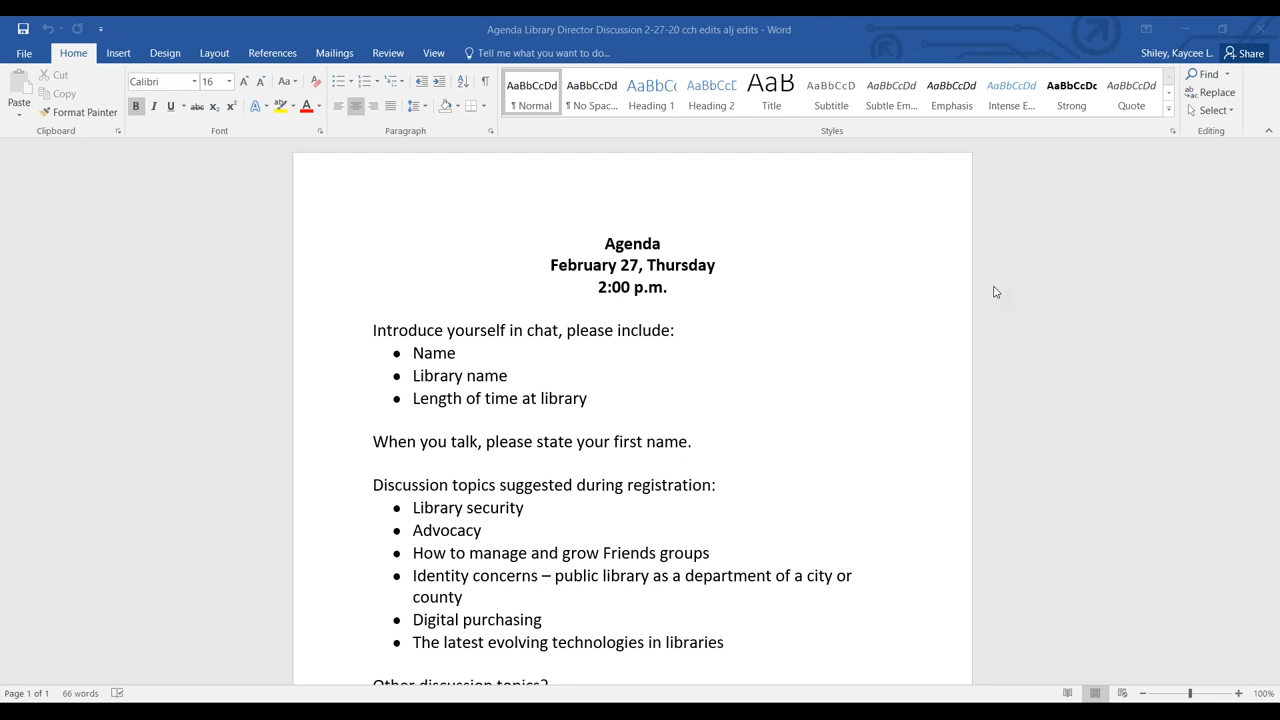 Agenda Library Director Discussion 2-27-20 cch edits alj edits - Word
File Home Insert Design Layout References Mailings Review View Tell me what you want to do... Shiley, Kaycee L. Share
Paste
Cut
Copy
Format Painter
Clipboard
Calibri 16
Font
Paragraph
AaBbCcDd AaBbCcDd AaBbCc AaBbCcD AaB AaBbCcD AaBbCcDd AaBbCcDd AaBbCcDd AaBbCcDd AaBbCcDd
¶ Normal ¶ No Spac... Heading 1 Heading 2 Title Subtitle Subtle Em... Emphasis Intense E... Strong Quote
Styles
Find
Replace
Select
Editing
Agenda
February 27, Thursday
2:00 p.m.
Introduce yourself in chat, please include:
• Name
• Library name
• Length of time at library
When you talk, please state your first name.
Discussion topics suggested during registration:
• Library security
• Advocacy
• How to manage and grow Friends groups
• Identity concerns – public library as a department of a city or
county
• Digital purchasing
• The latest evolving technologies in libraries
Other discussion topics?
Page 1 of 1 66 words 100%